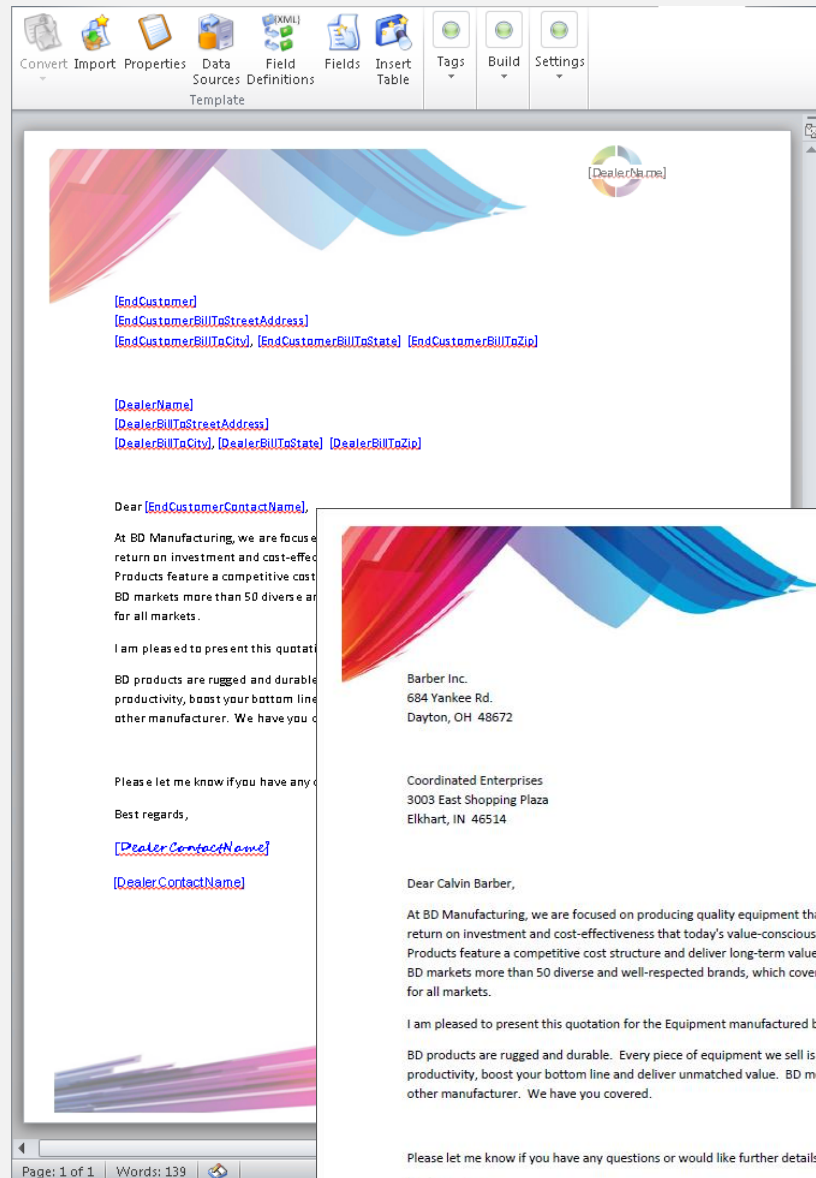 Convert Import Properties Data Sources Field Definitions Fields Insert Table Tags Build Settings
(XML)
Template
[DealerName]
[EndCustomer]
[EndCustomerBillToStreetAddress]
[EndCustomerBillToCity], [EndCustomerBillToState] [EndCustomerBillToZip]
[DealerName]
[DealerBillToStreetAddress]
[DealerBillToCity], [DealerBillToState] [DealerBillToZip]
Dear [EndCustomerContactName],
At BD Manufacturing, we are focuse
return on investment and cost-effec
Products feature a competitive cost
BD markets more than 50 diverse ar
for all markets.
I am pleased to present this quotati
BD products are rugged and durable
productivity, boost your bottom line
other manufacturer. We have you c
Please let me know if you have any
Best regards,
[DealerContactName]
[DealerContactName]
Page: 1 of 1 Words: 139
Barber Inc.
684 Yankee Rd.
Dayton, OH 48672
Coordinated Enterprises
3003 East Shopping Plaza
Elkhart, IN 46514
Dear Calvin Barber,
At BD Manufacturing, we are focused on producing quality equipment tha
return on investment and cost-effectiveness that today's value-conscious
Products feature a competitive cost structure and deliver long-term value
BD markets more than 50 diverse and well-respected brands, which cove
for all markets.
I am pleased to present this quotation for the Equipment manufactured b
BD products are rugged and durable. Every piece of equipment we sell is
productivity, boost your bottom line and deliver unmatched value. BD m
other manufacturer. We have you covered.
Please let me know if you have any questions or would like further details